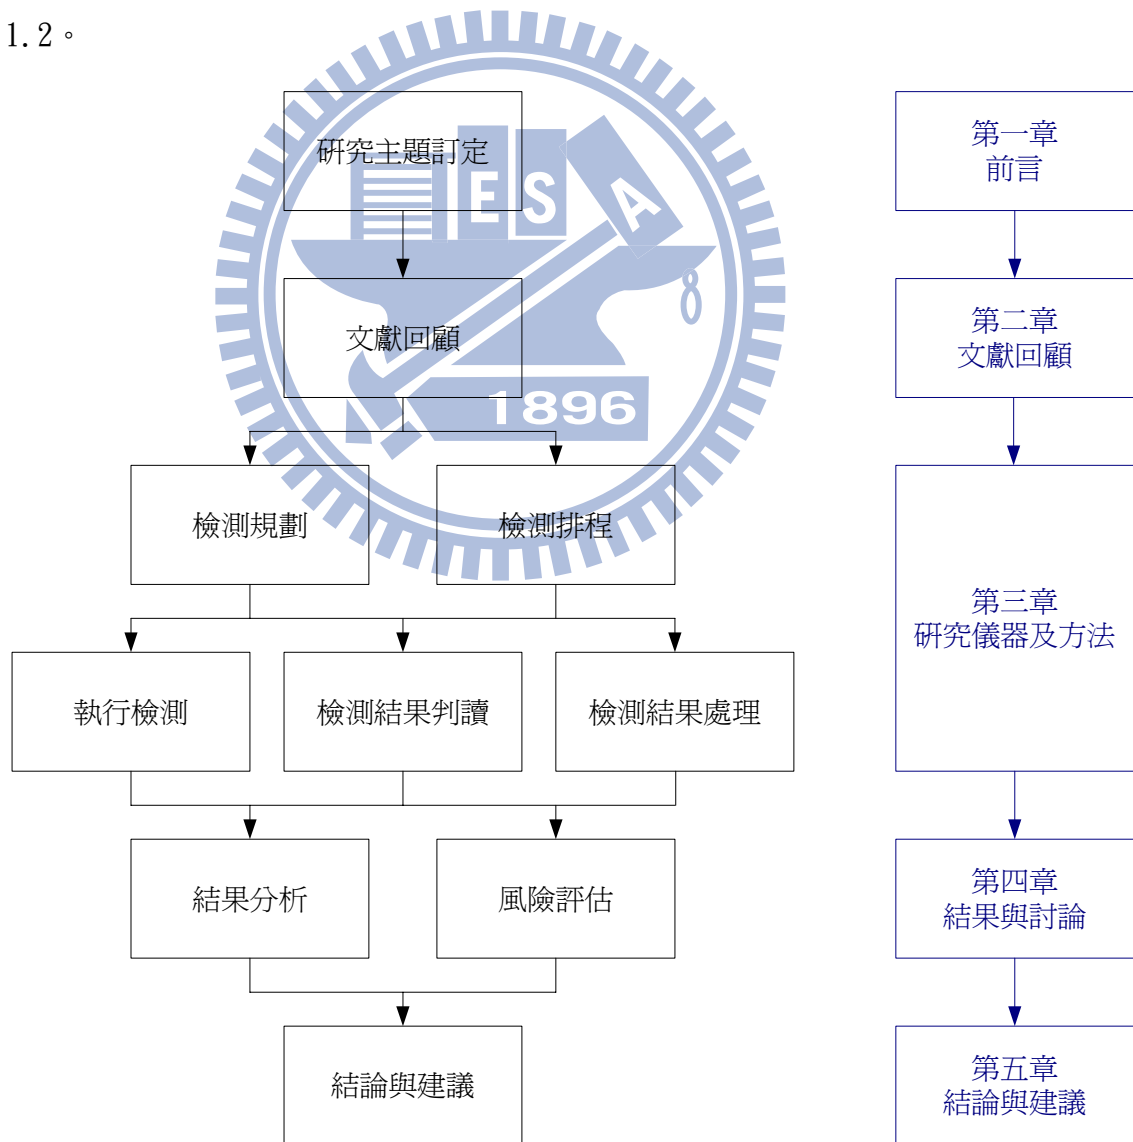 1.2。
研究主題訂定
文獻回顧
檢測規劃
檢測排程
執行檢測
檢測結果判讀
檢測結果處理
結果分析
風險評估
結論與建議
第一章
前言
第二章
文獻回顧
第三章
研究儀器及方法
第四章
結果與討論
第五章
結論與建議
E S A
8
1896